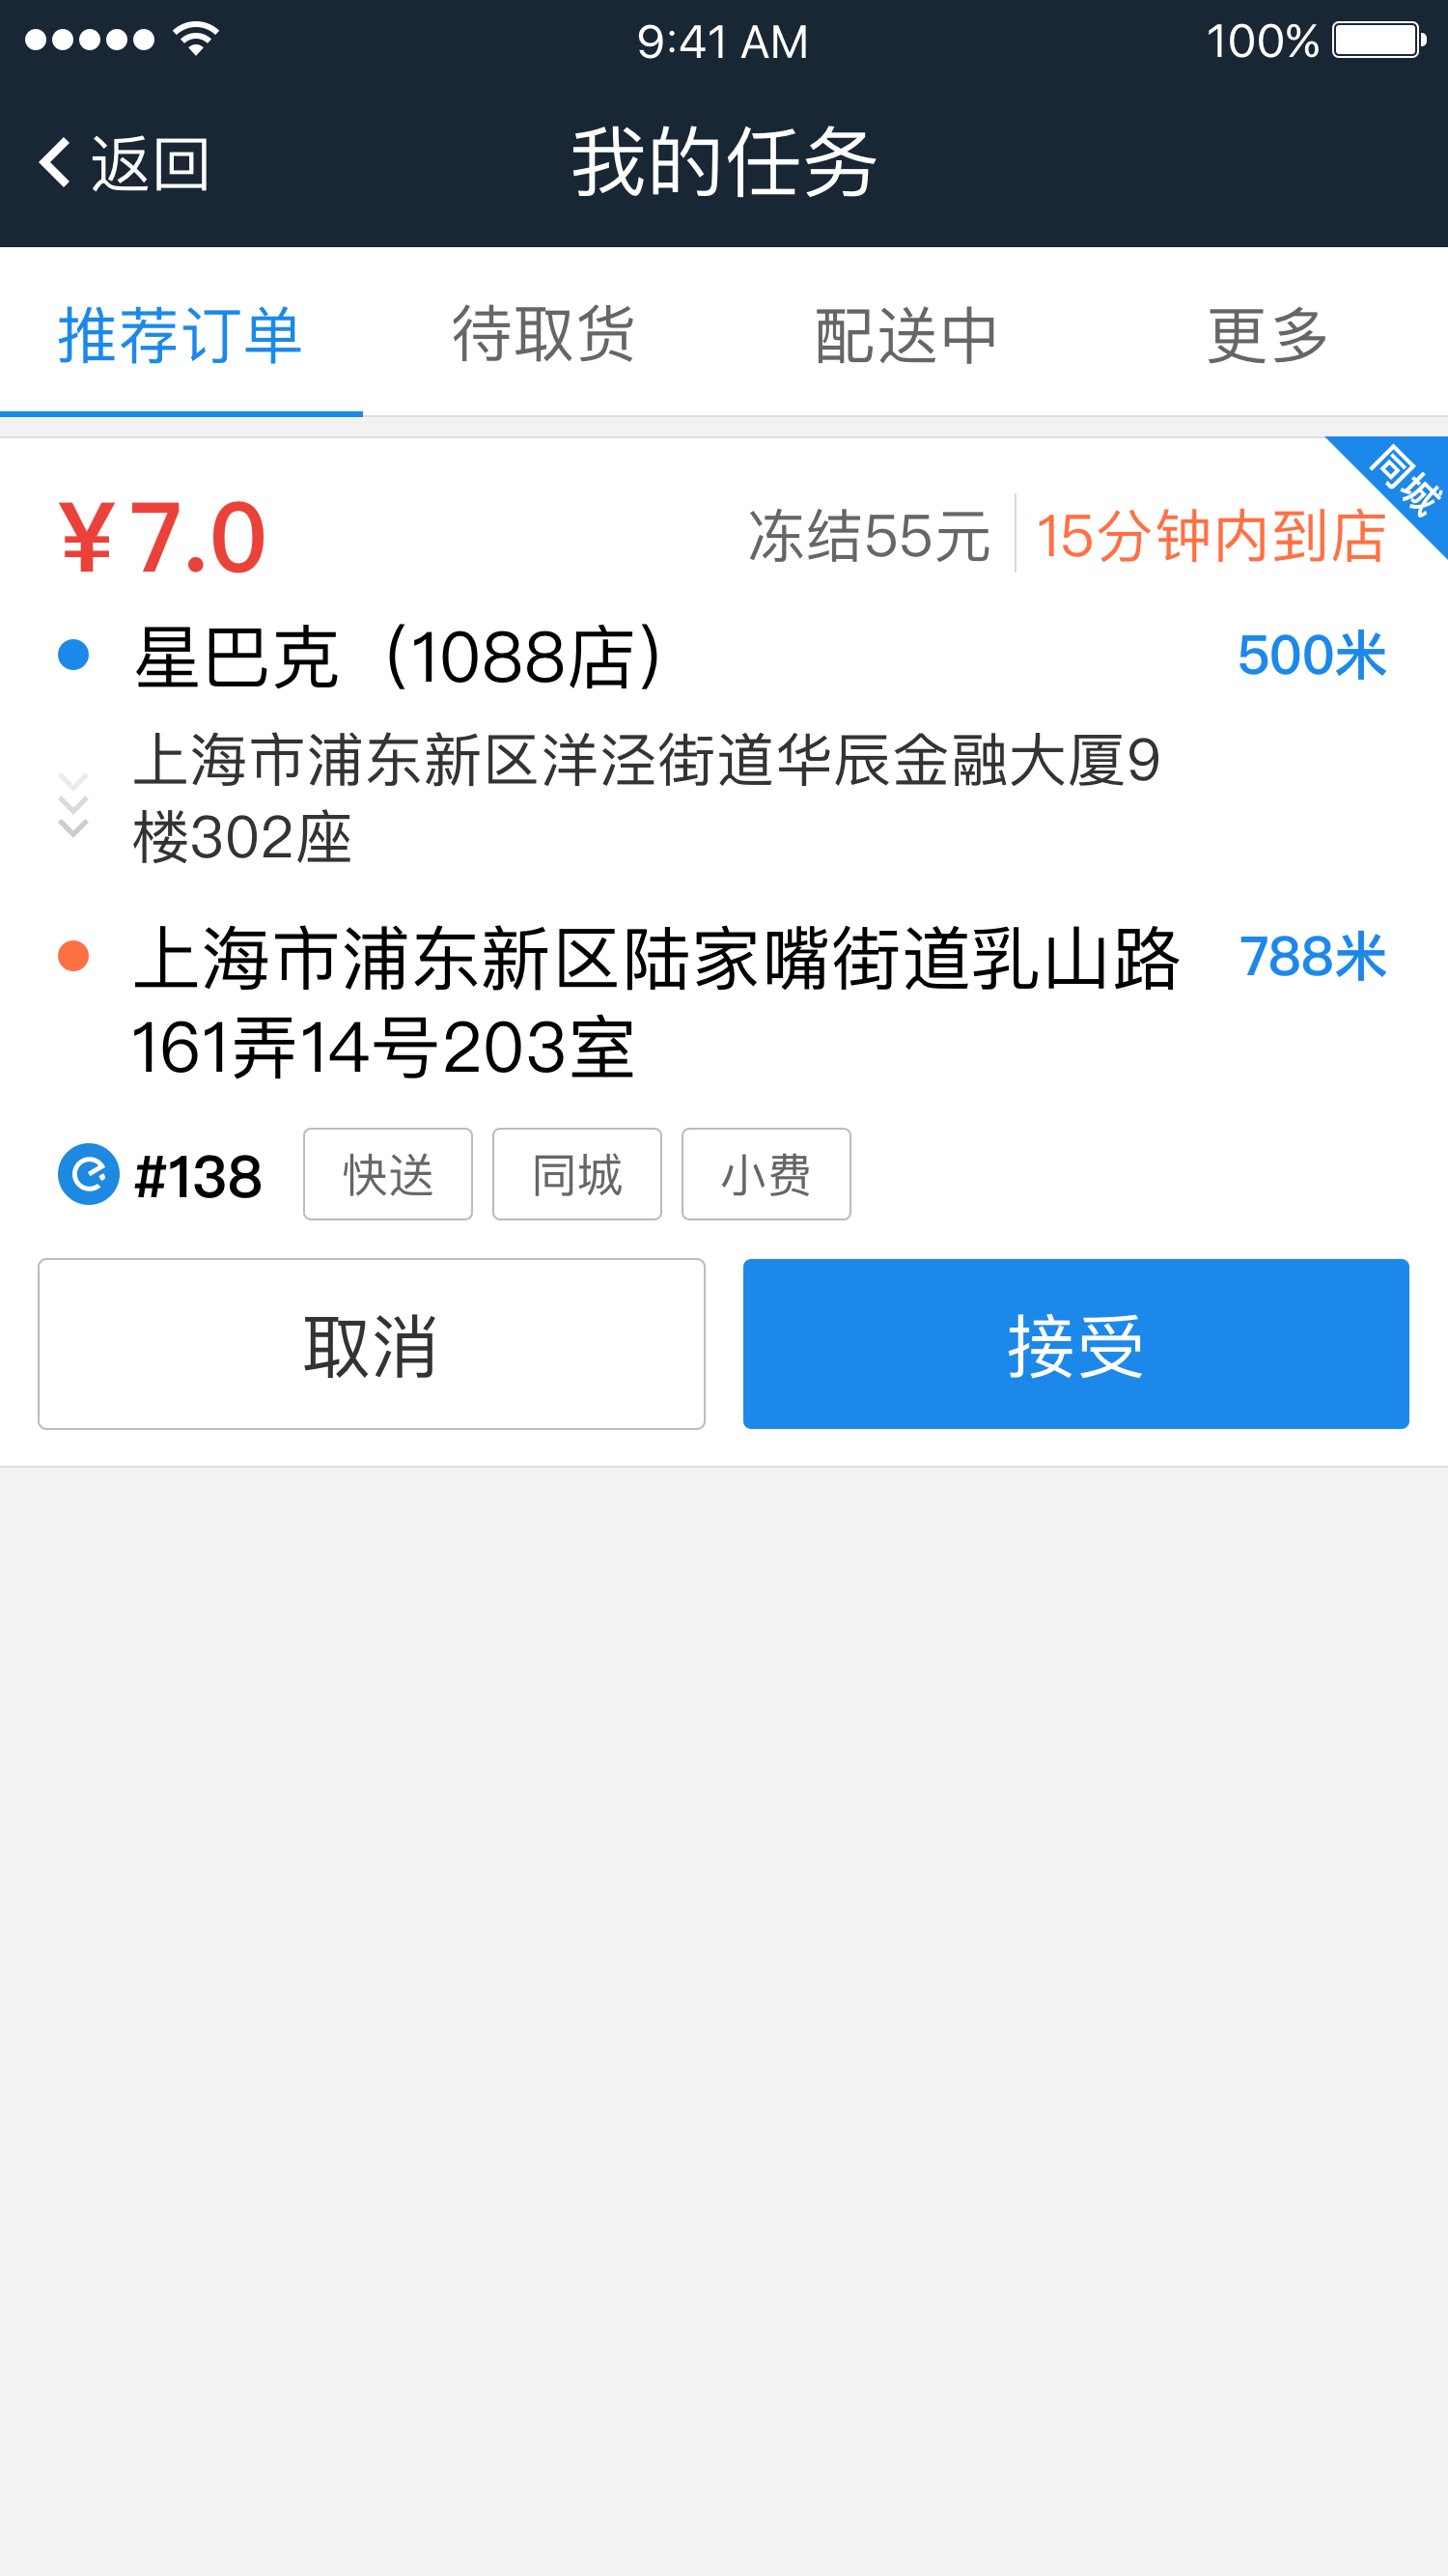 9:41 AM
100%
返回
我的任务
推荐订单
待取货
配送中
更多
同城
¥7.0
冻结55元
15分钟内到店
星巴克（1088店）
500米
上海市浦东新区洋泾街道华辰金融大厦9
楼302座
上海市浦东新区陆家嘴街道乳山路
788米
161弄14号203室
#138
快送
同城
小费
取消
接受